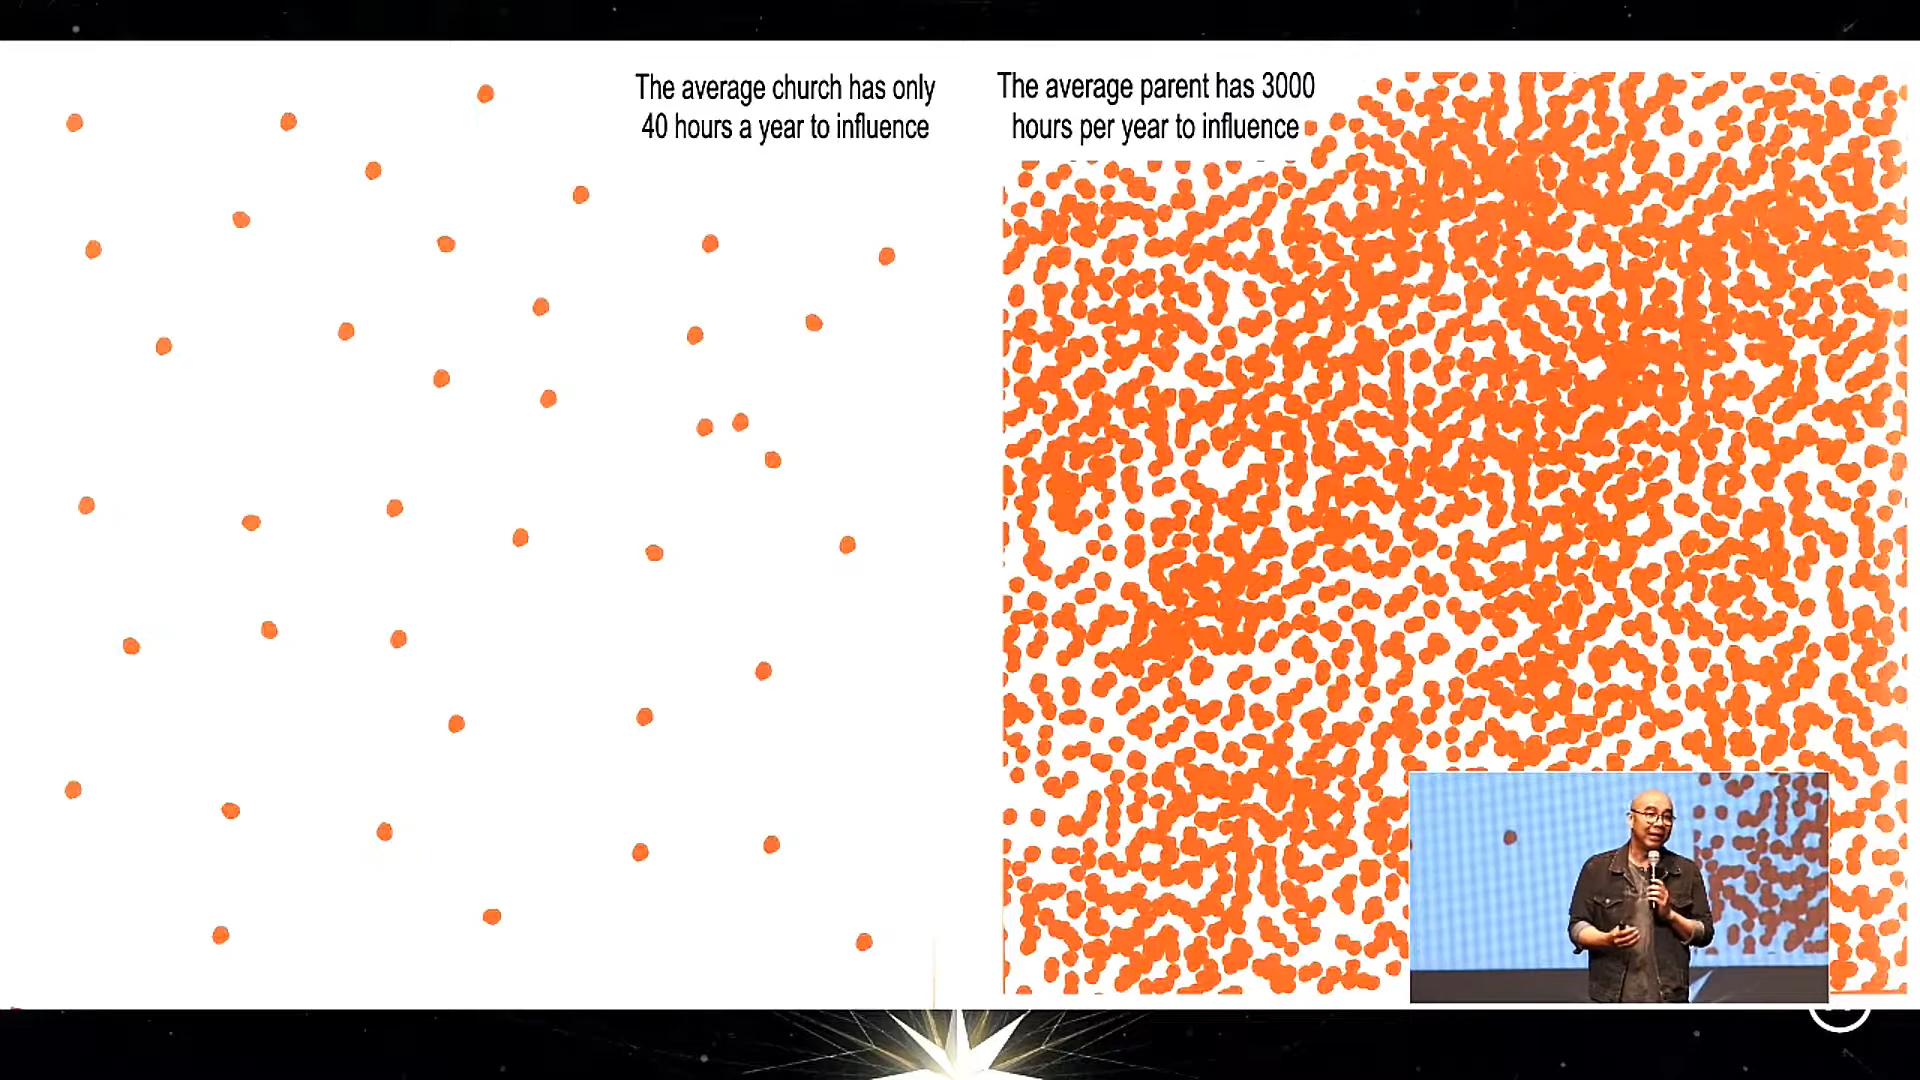 The average church has only
40 hours a year to influence
The average parent has 3000
hours per year to influence